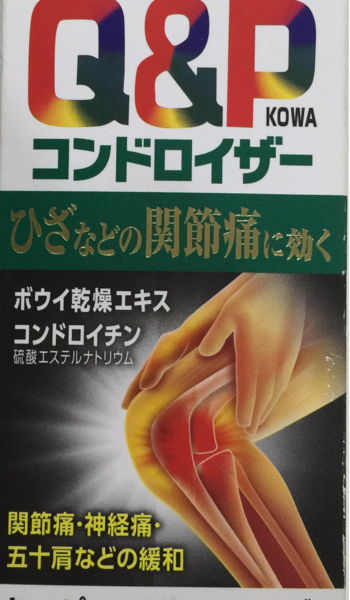 Q&P
KOWA
コンドロイザー
ひざなどの関節痛に効く
ボウイ乾燥エキス
コンドロイチン
硫酸エステルナトリウム
関節痛・神経痛・
五十肩などの緩和